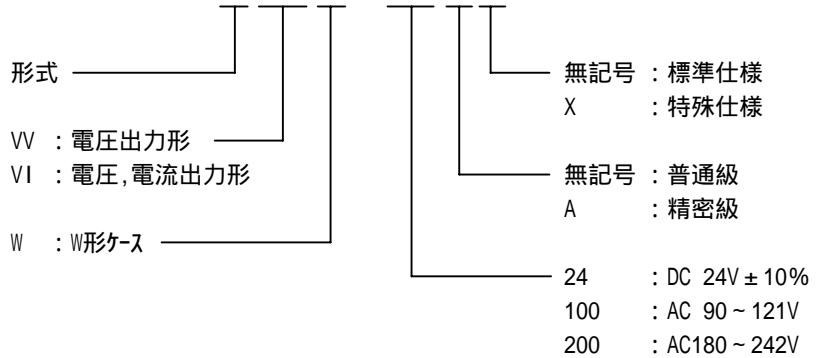 形式
VV : 電圧出力形
VI : 電圧,電流出力形
W : W形ケース
無記号 : 標準仕様
X : 特殊仕様
無記号 : 普通級
A : 精密級
24 : DC 24V±10%
100 : AC 90~121V
200 : AC180~242V